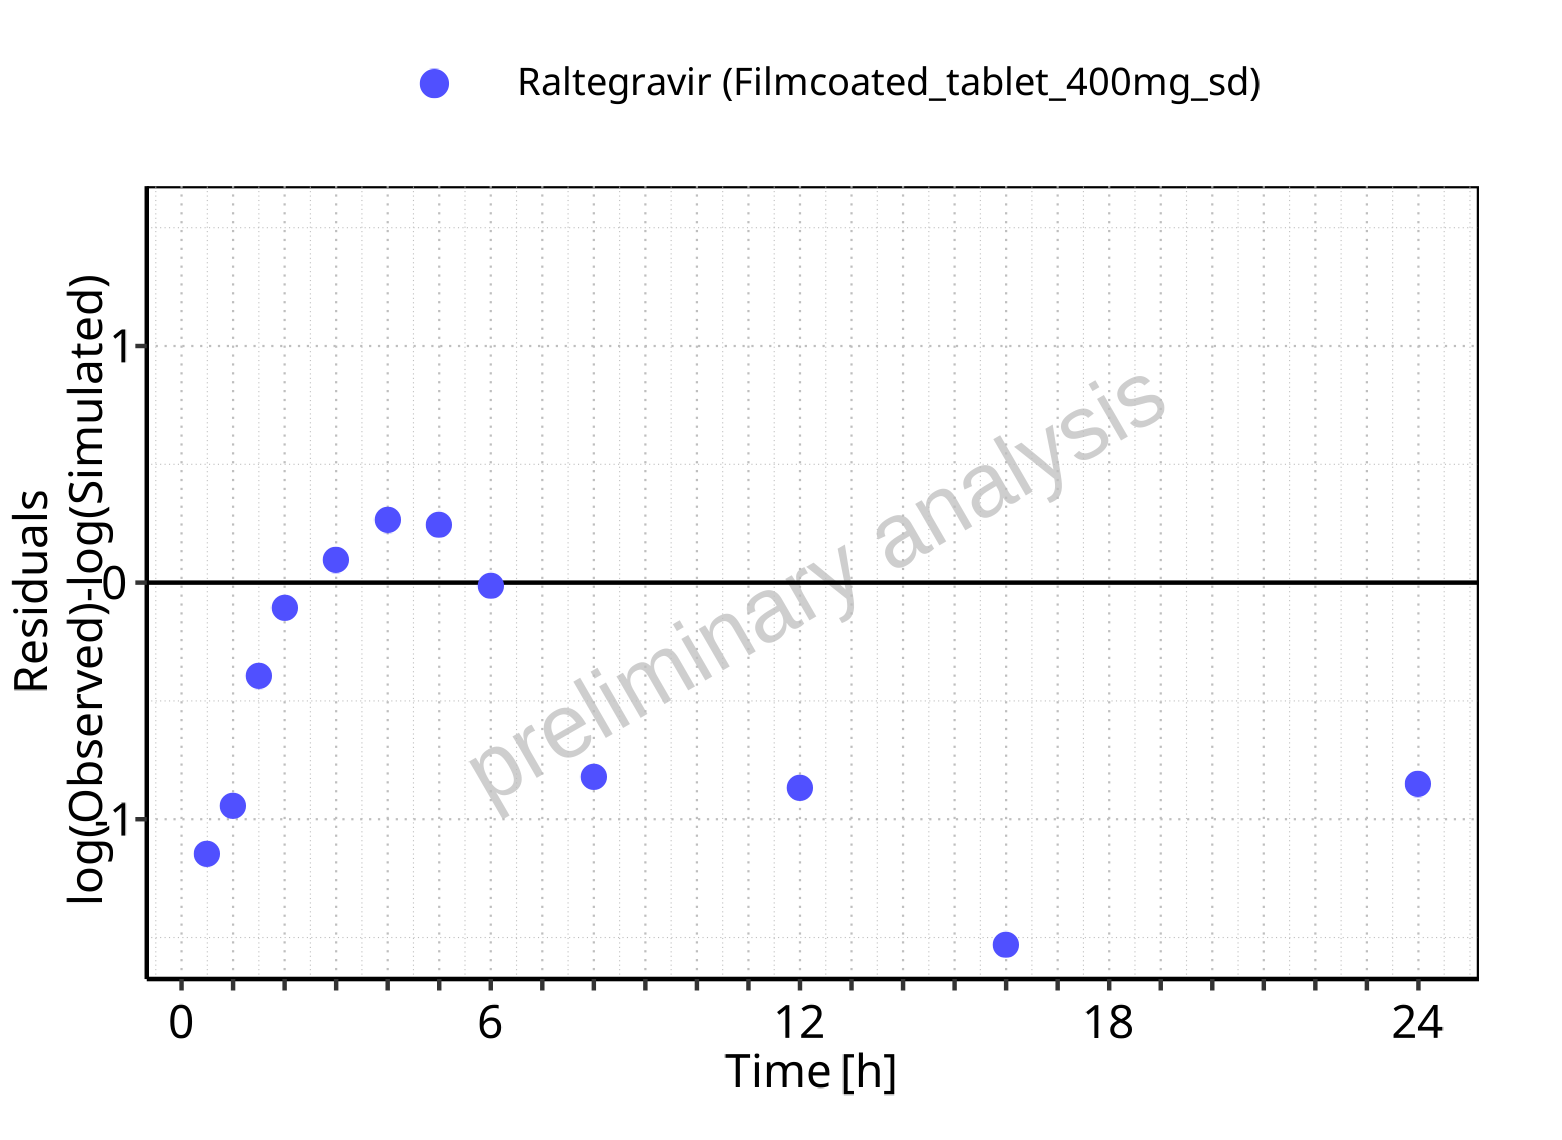 Raltegravir (Filmcoated_tablet_400mg_sd)
Residuals
log(Observed)-log(Simulated)
1
0
-1
preliminary analysis
0 6 12 18 24
Time [h]